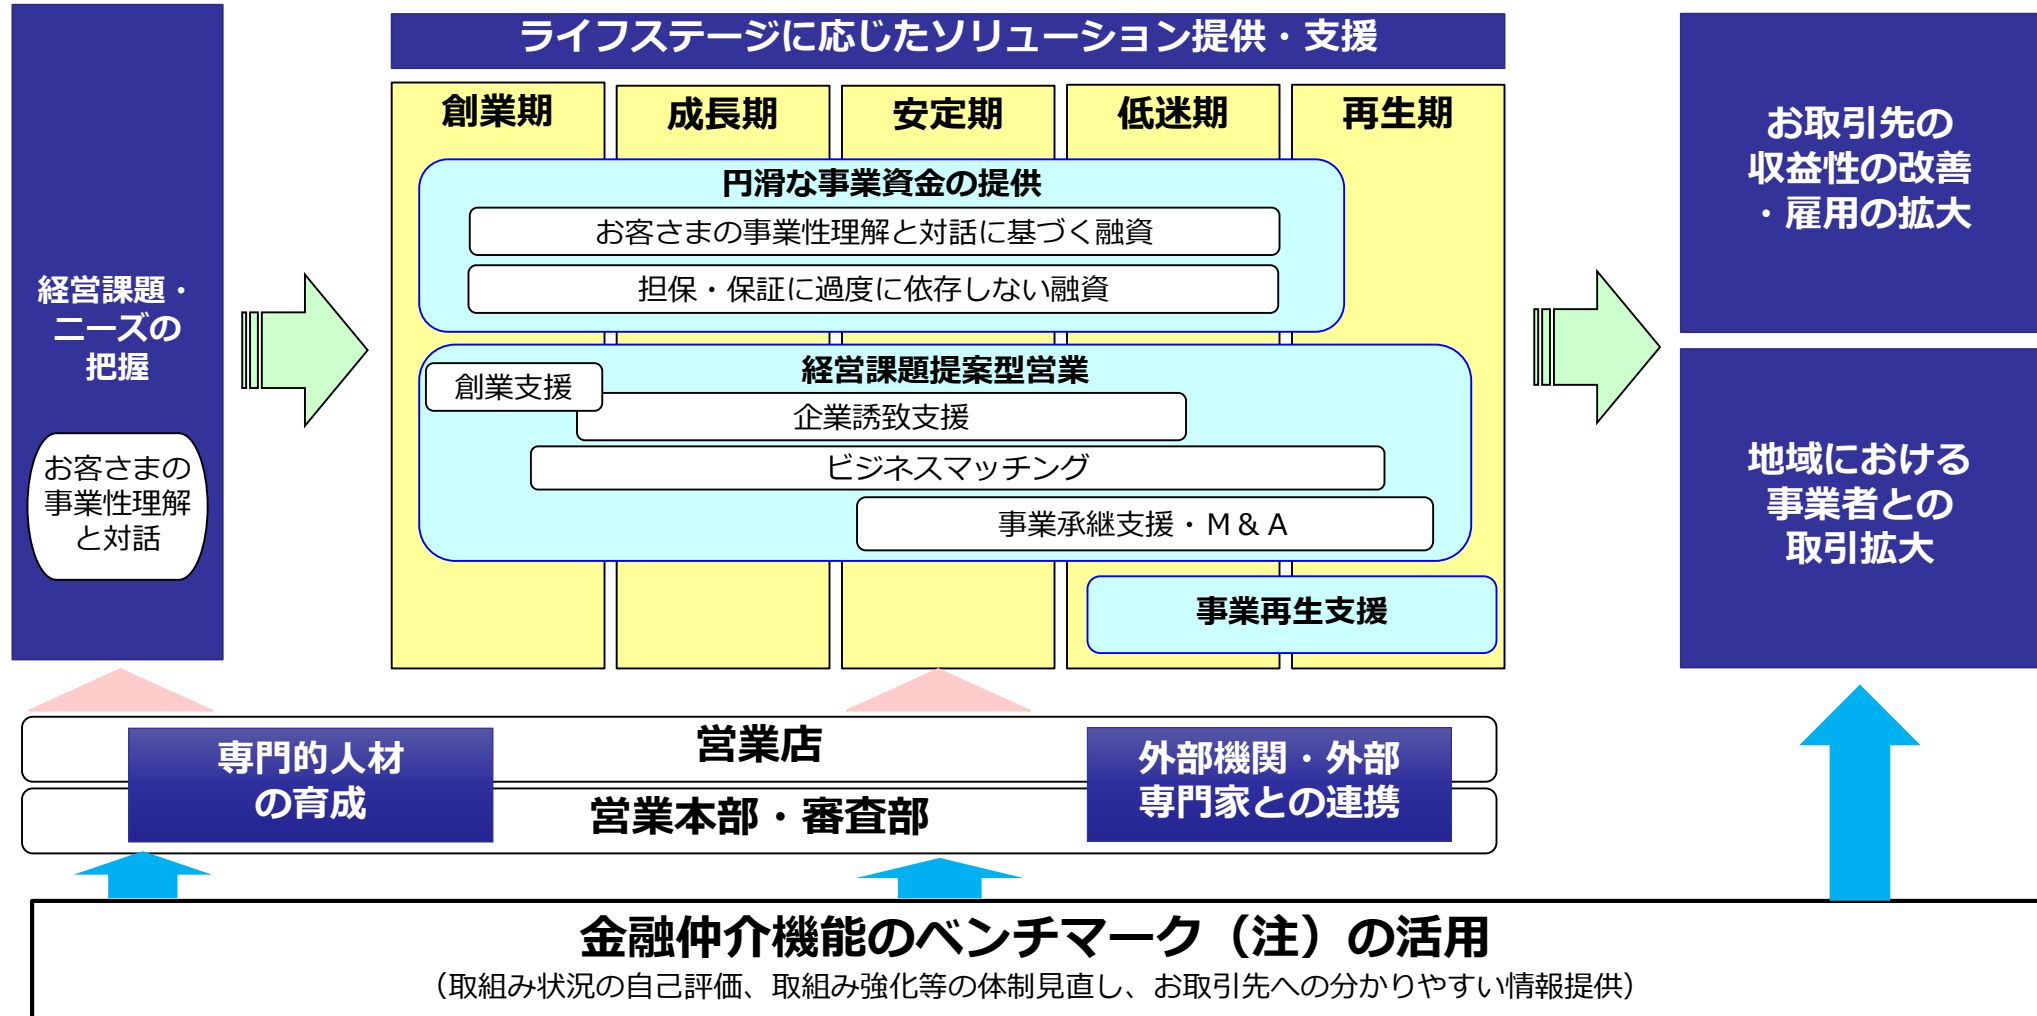 経営課題・
ニーズの
把握
お客さまの
事業性理解
と対話
ライフステージに応じたソリューション提供・支援
創業期
成長期
安定期
低迷期
再生期
円滑な事業資金の提供
お客さまの事業性理解と対話に基づく融資
担保・保証に過度に依存しない融資
経営課題提案型営業
創業支援
企業誘致支援
ビジネスマッチング
事業承継支援・Ｍ＆Ａ
事業再生支援
お取引先の
収益性の改善
・雇用の拡大
地域における
事業者との
取引拡大
営業店
営業本部・審査部
専門的人材
の育成
外部機関・外部
専門家との連携
金融仲介機能のベンチマーク（注）の活用
（取組み状況の自己評価、取組み強化等の体制見直し、お取引先への分かりやすい情報提供）